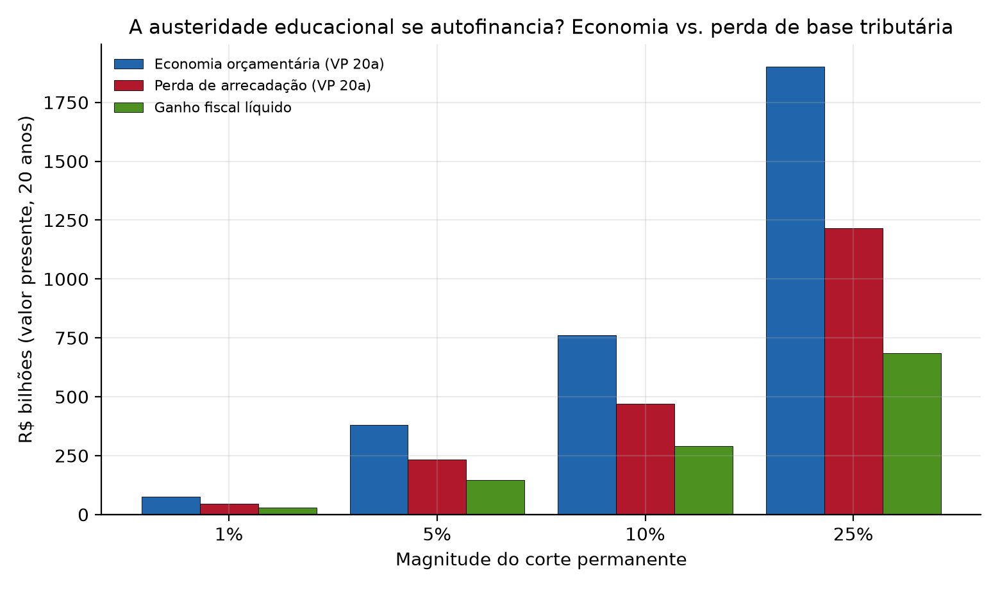 A austeridade educacional se autofinancia? Economia vs. perda de base tributária
Economia orçamentária (VP 20a)
Perda de arrecadação (VP 20a)
Ganho fiscal líquido
R$ bilhões (valor presente, 20 anos)
1750
1500
1250
1000
750
500
250
0
1% 5% 10% 25%
Magnitude do corte permanente